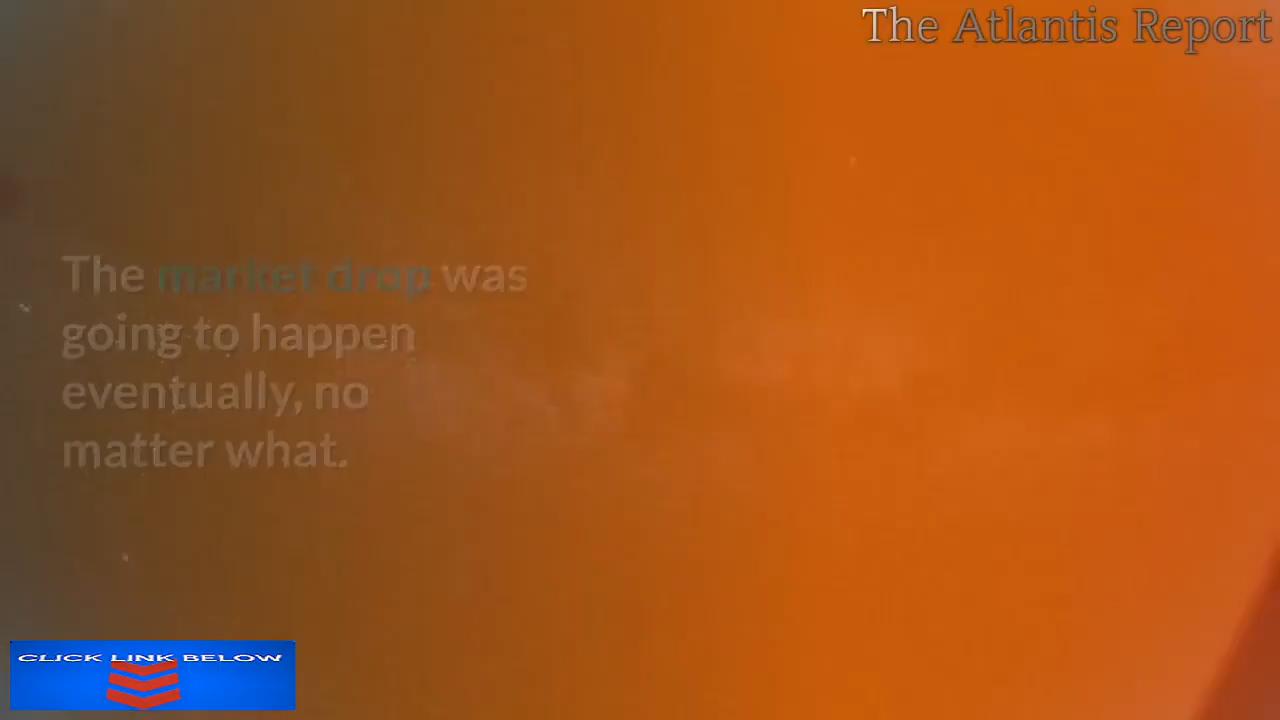 The Atlantis Report
The market drop was
going to happen
eventually, no
matter what.
CLICK LINK BELOW